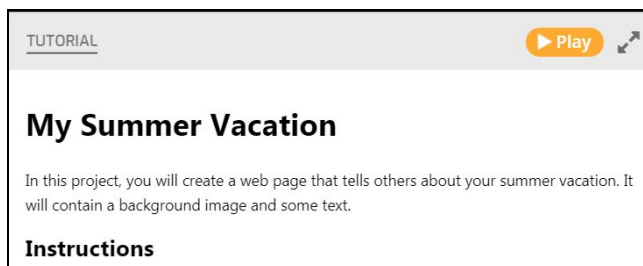 TUTORIAL
Play
My Summer Vacation
In this project, you will create a web page that tells others about your summer vacation. It
will contain a background image and some text.
Instructions